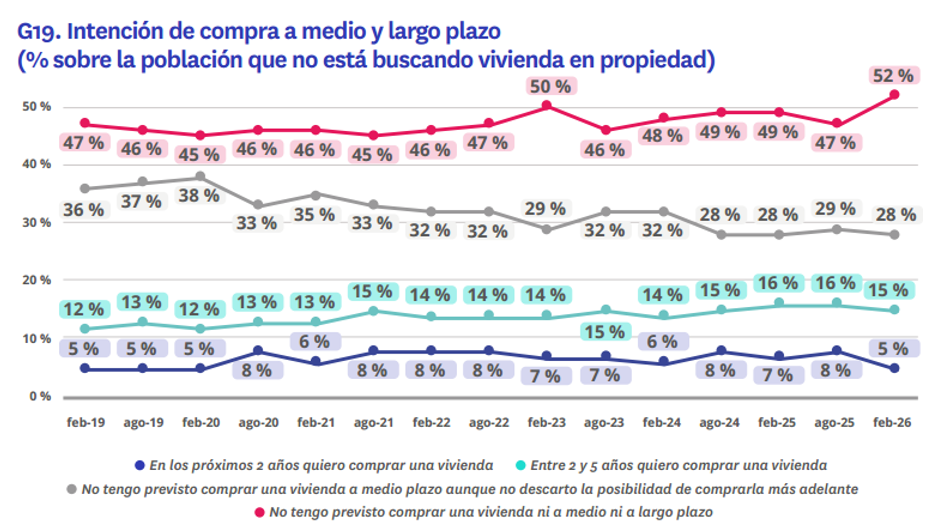 G19. Intención de compra a medio y largo plazo
(% sobre la población que no está buscando vivienda en propiedad)
50 %
40 %
30 %
20 %
10 %
0 %
47 % 46 % 45 % 46 % 46 % 45 % 46 % 47 % 50 % 46 % 48 % 49 % 49 % 47 % 52 %
36 % 37 % 38 % 33 % 35 % 33 % 32 % 32 % 29 % 32 % 32 % 28 % 28 % 29 % 28 %
12 % 13 % 12 % 13 % 13 % 15 % 14 % 14 % 14 % 15 % 14 % 15 % 16 % 16 % 15 %
5 % 5 % 5 % 8 % 6 % 8 % 8 % 8 % 7 % 7 % 6 % 8 % 7 % 8 % 5 %
feb-19 ago-19 feb-20 ago-20 feb-21 ago-21 feb-22 ago-22 feb-23 ago-23 feb-24 ago-24 feb-25 ago-25 feb-26
En los próximos 2 años quiero comprar una vivienda Entre 2 y 5 años quiero comprar una vivienda
No tengo previsto comprar una vivienda a medio plazo aunque no descarto la posibilidad de comprarla más adelante
No tengo previsto comprar una vivienda ni a medio ni a largo plazo